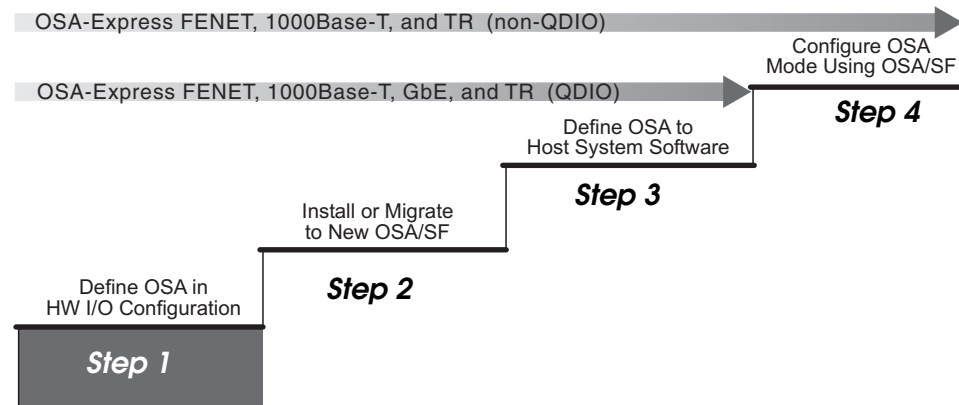 OSA-Express FENET, 1000Base-T, and TR (non-QDIO)
Configure OSA
Mode Using OSA/SF
OSA-Express FENET, 1000Base-T, GbE, and TR (QDIO)
Step 4
Define OSA to
Host System Software
Step 3
Install or Migrate
to New OSA/SF
Step 2
Define OSA in
HW I/O Configuration
Step 1